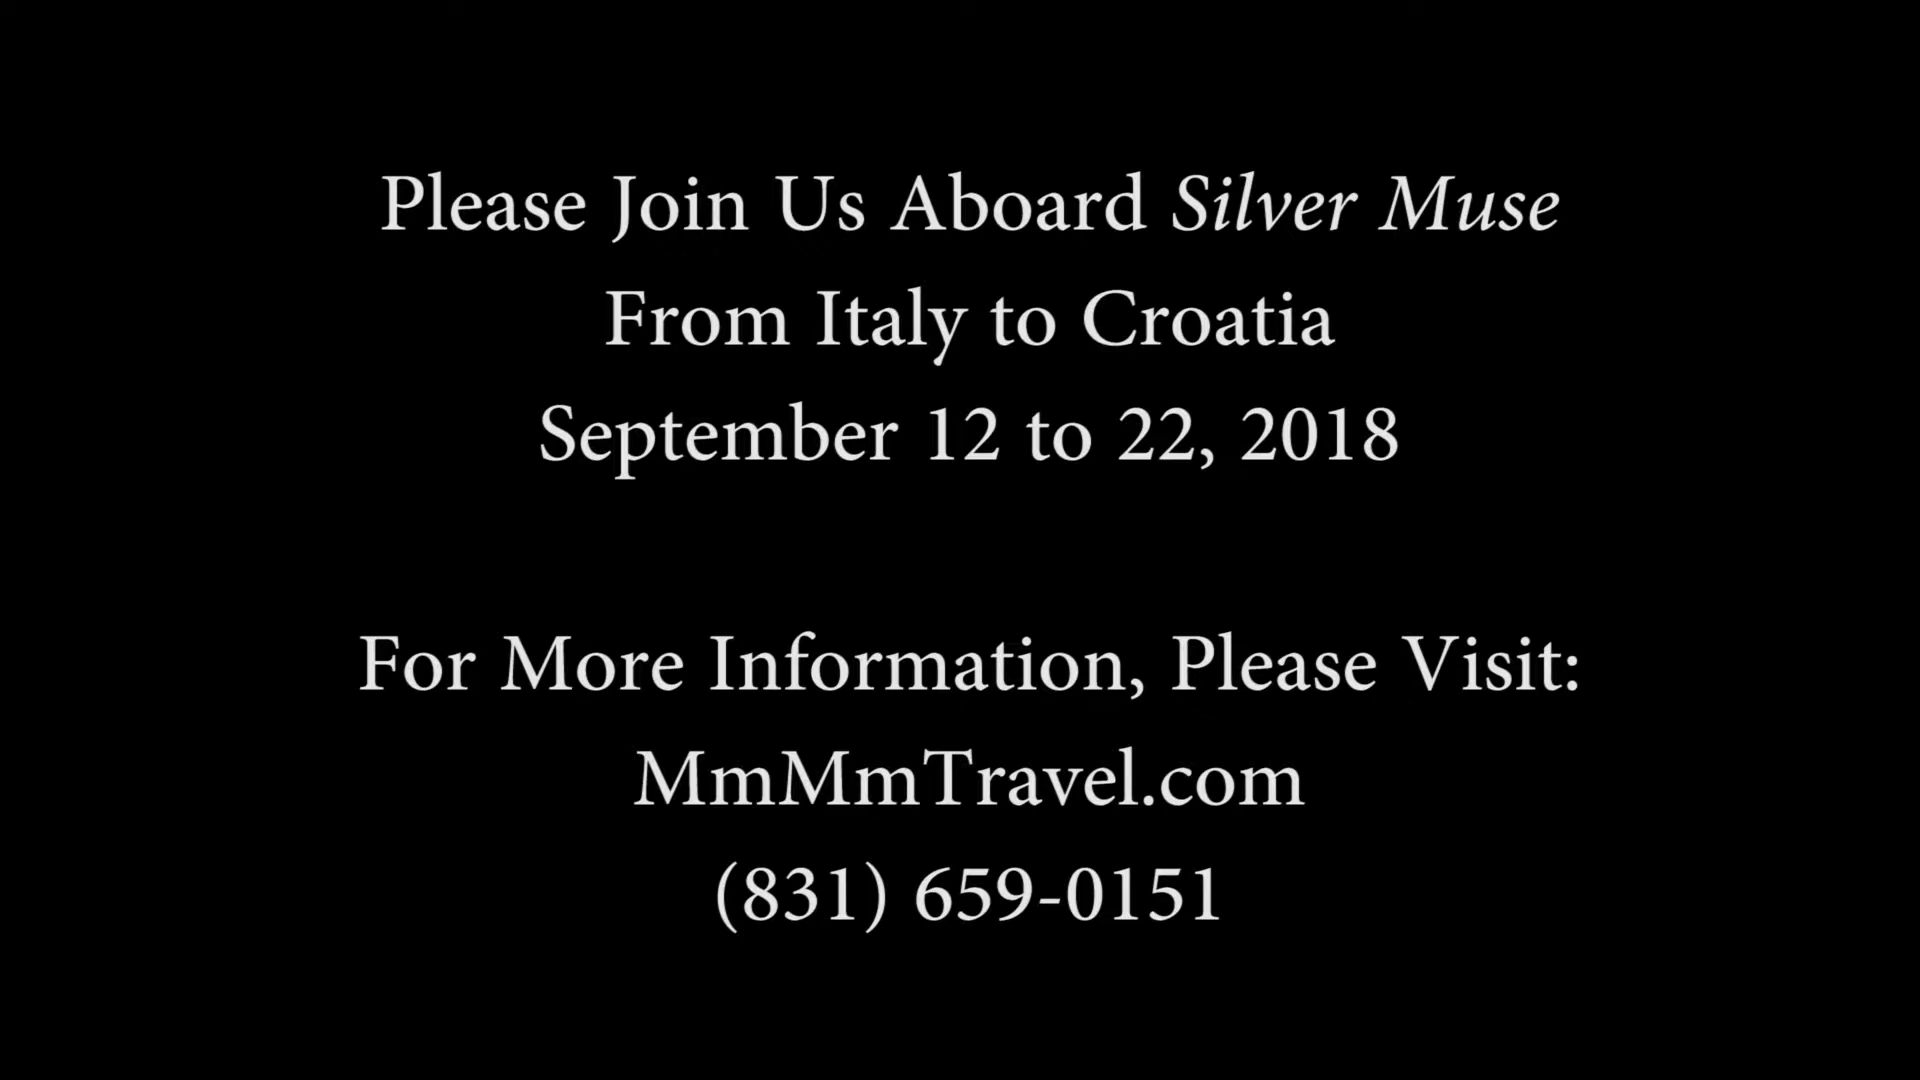 Please Join Us Aboard Silver Muse
From Italy to Croatia
September 12 to 22, 2018
For More Information, Please Visit:
MmMmTravel.com
(831) 659-0151